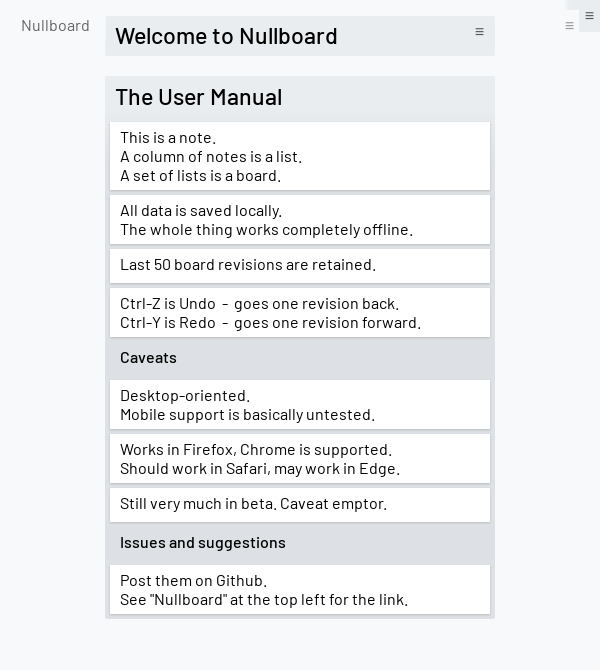 Nullboard
Welcome to Nullboard
The User Manual
This is a note.
A column of notes is a list.
A set of lists is a board.
All data is saved locally.
The whole thing works completely offline.
Last 50 board revisions are retained.
Ctrl-Z is Undo - goes one revision back.
Ctrl-Y is Redo - goes one revision forward.
Caveats
Desktop-oriented.
Mobile support is basically untested.
Works in Firefox, Chrome is supported.
Should work in Safari, may work in Edge.
Still very much in beta. Caveat emptor.
Issues and suggestions
Post them on Github.
See "Nullboard" at the top left for the link.